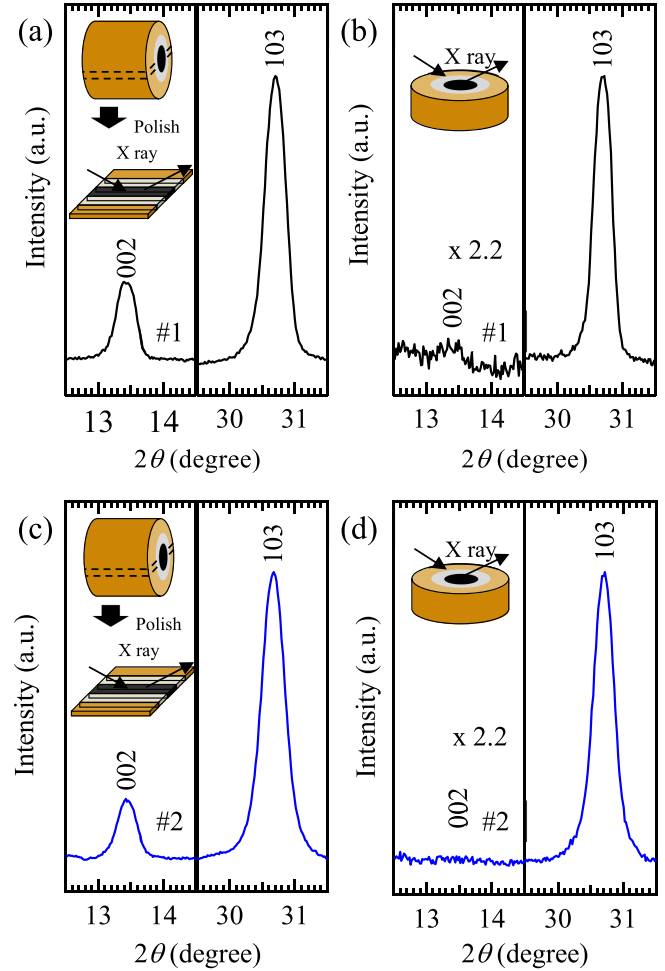 (a)
Polish
X ray
002
103
#1
Intensity (a.u.)
13 14 30 31
2θ (degree)
(b)
X ray
103
x 2.2
002
#1
Intensity (a.u.)
13 14 30 31
2θ (degree)
(c)
Polish
X ray
002
103
#2
Intensity (a.u.)
13 14 30 31
2θ (degree)
(d)
X ray
103
x 2.2
002
#2
Intensity (a.u.)
13 14 30 31
2θ (degree)